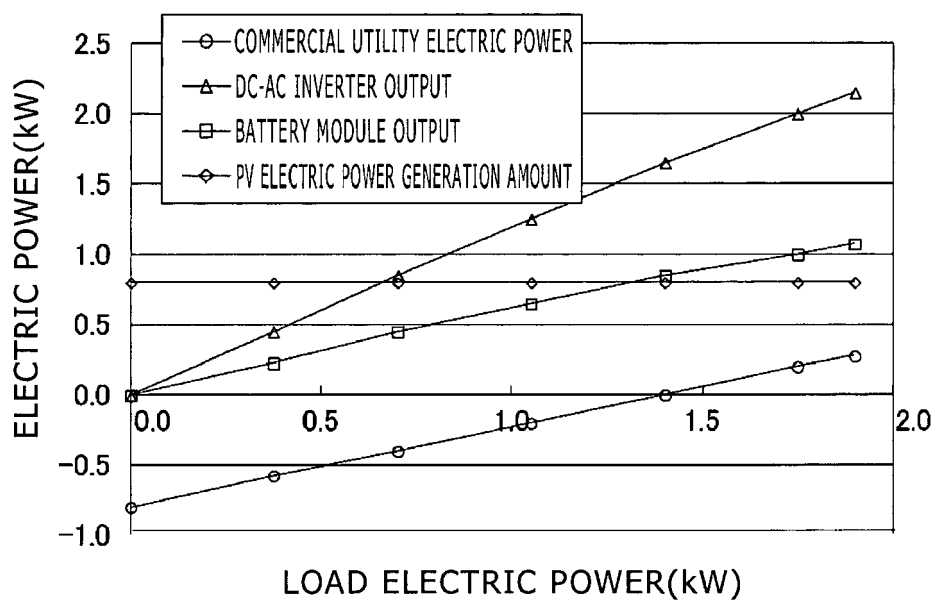 COMMERCIAL UTILITY ELECTRIC POWER
DC-AC INVERTER OUTPUT
BATTERY MODULE OUTPUT
PV ELECTRIC POWER GENERATION AMOUNT
ELECTRIC POWER(kW)
2.5
2.0
1.5
1.0
0.5
0.0
-0.5
-1.0
0.0 0.5 1.0 1.5 2.0
LOAD ELECTRIC POWER(kW)